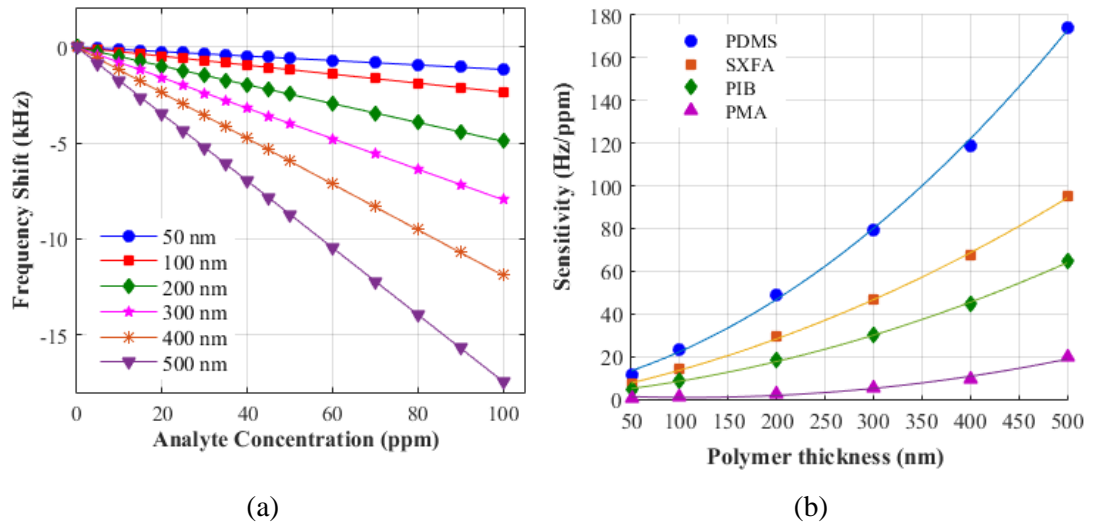 0
-5
-10
-15
Frequency Shift (kHz)
50 nm
100 nm
200 nm
300 nm
400 nm
500 nm
0 20 40 60 80 100
Analyte Concentration (ppm)
(a)
180
160
140
120
100
80
60
40
20
0
Sensitivity (Hz/ppm)
PDMS
SXFA
PIB
PMA
50 100 150 200 250 300 350 400 450 500
Polymer thickness (nm)
(b)